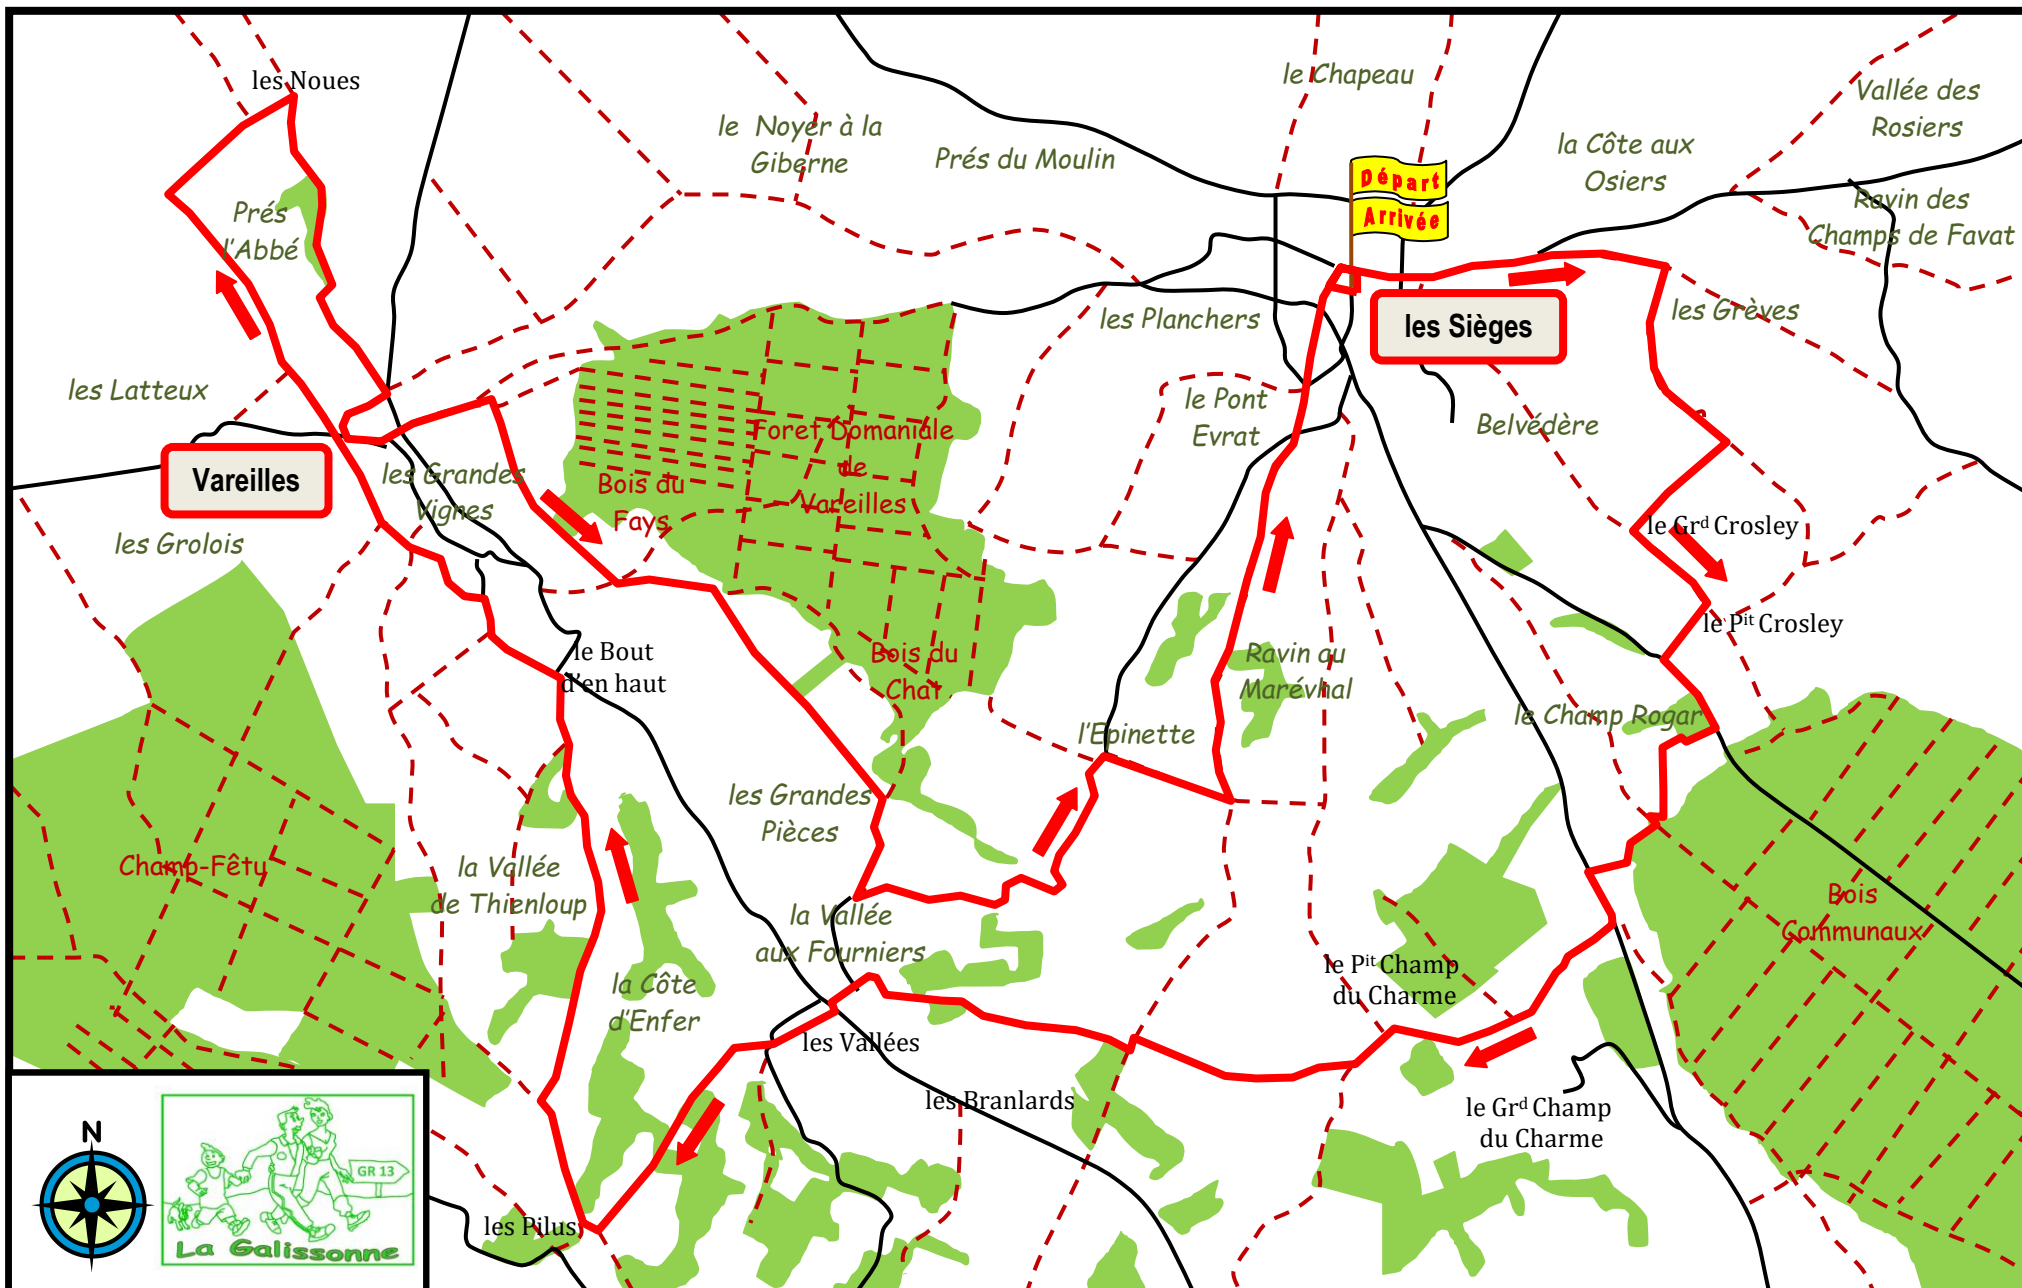 les Noues
le Chapeau
Vallée des
Rosiers
le Noyer à la
Giberne
Prés du Moulin
la Côte aux
Osiers
Départ
Arrivée
Ravin des
Champs de Favat
Prés
l'Abbé
les Planchers
les Sièges
les Grèves
les Latteux
le Pont
Evrat
Belvédère
Foret Domaniale
de
Vareilles
Vareilles
les Grandes
Vignes
Bois du
Fays
les Grolois
le Grd Crosley
le Pit Crosley
le Bout
d'en haut
Bois du
Chat
Ravin au
Marévhal
l'Epinette
le Champ Rogar
les Grandes
Pièces
Champ-Fêtu
la Vallée
de Thienloup
la Vallée
aux Fourniers
Bois
Communaux
la Côte
d'Enfer
le Pit Champ
du Charme
les Vallées
les Branlards
le Grd Champ
du Charme
les Pilus
N
GR 13
La Galissonne